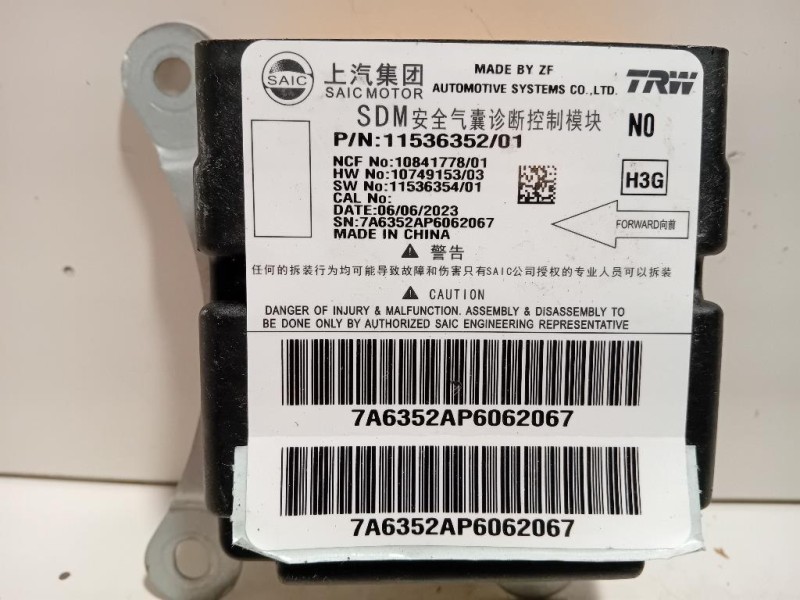 SAIC 上汽集团
SAIC MOTOR
MADE BY ZF
AUTOMOTIVE SYSTEMS CO.,LTD.
TRW
SDM安全气囊诊断控制模块
N0
P/N:11536352/01
NCF No:10841778/01
HW No:10749153/03
SW No:11536354/01
CAL No:
DATE:06/06/2023
SN:7A6352AP6062067
MADE IN CHINA
H3G
FORWARD向前
警告
任何的拆装行为均可能导致故障和伤害只有SAIC公司授权的专业人员可以拆装
CAUTION
DANGER OF INJURY & MALFUNCTION. ASSEMBLY & DISASSEMBLY TO
BE DONE ONLY BY AUTHORIZED SAIC ENGINEERING REPRESENTATIVE
7A6352AP6062067
7A6352AP6062067